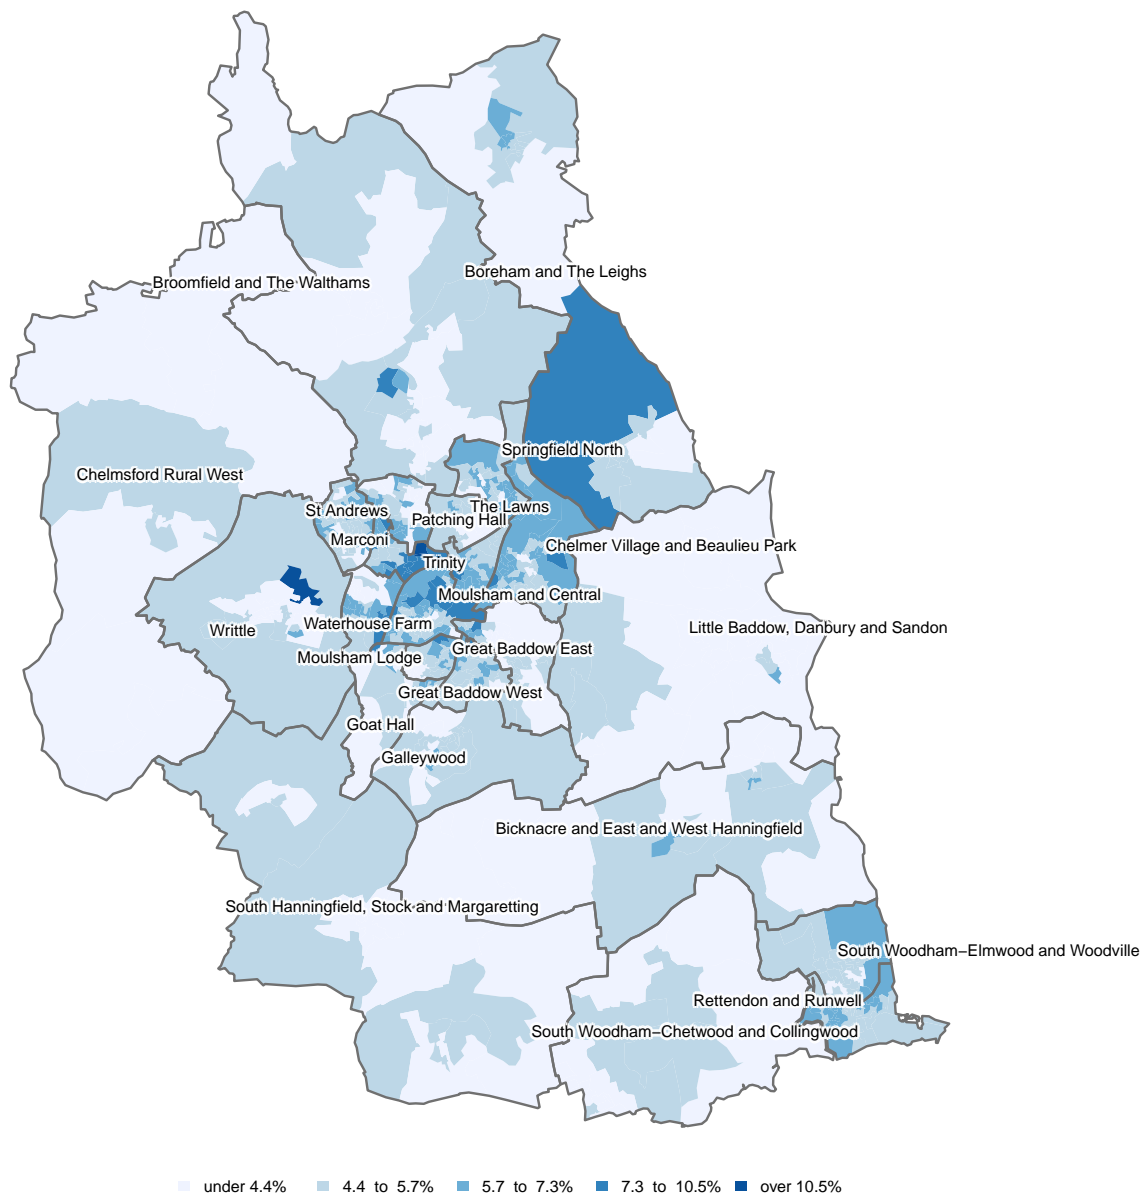 Boreham and The Leighs
Broomfield and The Walthams
Springfield North
Chelmsford Rural West
The Lawns
St Andrews
Patching Hall
Marconi
Chelmer Village and Beaulieu Park
Trinity
Moulsham and Central
Waterhouse Farm
Writtle
Little Baddow, Danbury and Sandon
Great Baddow East
Moulsham Lodge
Great Baddow West
Goat Hall
Galleywood
Bicknacre and East and West Hanningfield
South Hanningfield, Stock and Margaretting
South Woodham−Elmwood and Woodville
Rettendon and Runwell
South Woodham−Chetwood and Collingwood
under 4.4% 4.4 to 5.7% 5.7 to 7.3% 7.3 to 10.5% over 10.5%